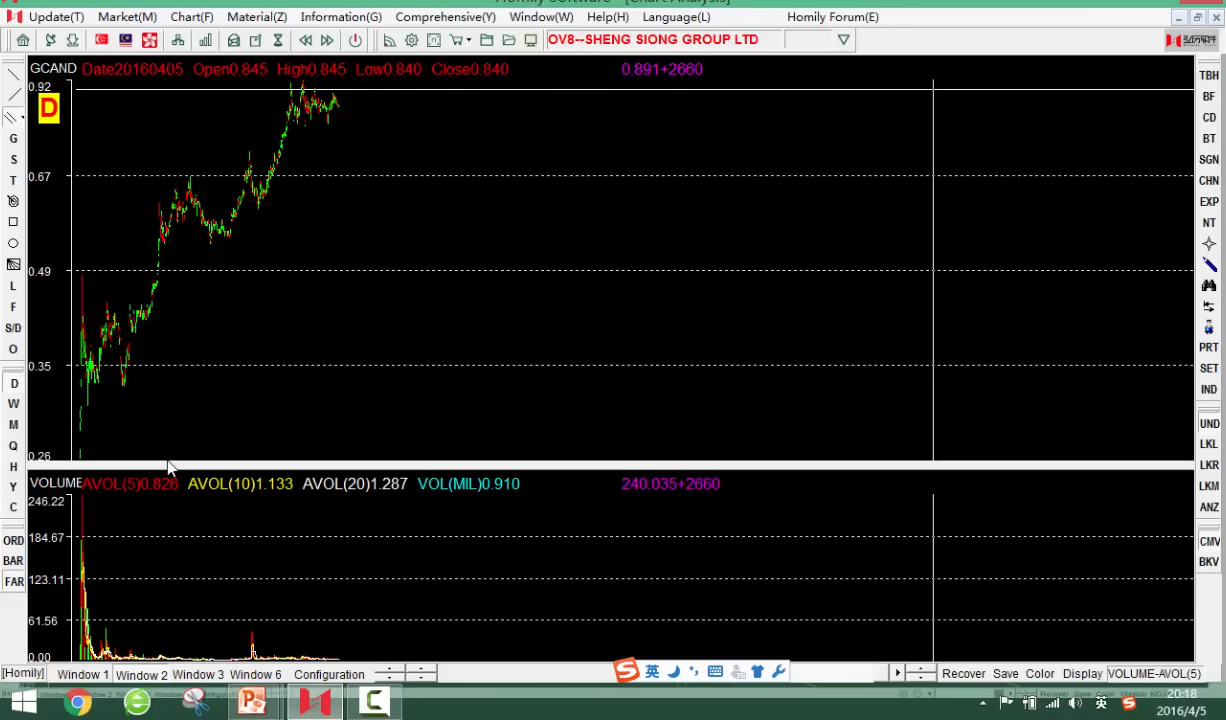 Homily Software - [Chart Analysis]
Update(T) Market(M) Chart(F) Material(Z) Information(G) Comprehensive(Y) Window(W) Help(H) Language(L) Homily Forum(E)
OV8--SHENG SIONG GROUP LTD
GCAND Date20160405 Open0.845 High0.845 Low0.840 Close0.840 0.891+2660
0.92
D
0.67
0.49
0.35
0.26
VOLUME AVOL(5)0.826 AVOL(10)1.133 AVOL(20)1.287 VOL(MIL)0.910 240.035+2660
246.22
184.67
123.11
61.56
0.00
G
S
T
L
F
S/D
O
D
W
M
Q
H
Y
C
ORD
BAR
FAR
TBH
BF
CD
BT
SGN
CHN
EXP
NT
PRT
SET
IND
UND
LKL
LKR
LKM
ANZ
CMV
BKV
[Homily] Window 1 Window 2 Window 3 Window 6 Configuration
英
Recover Save Color Display VOLUME-AVOL(5)
英
20:18
2016/4/5